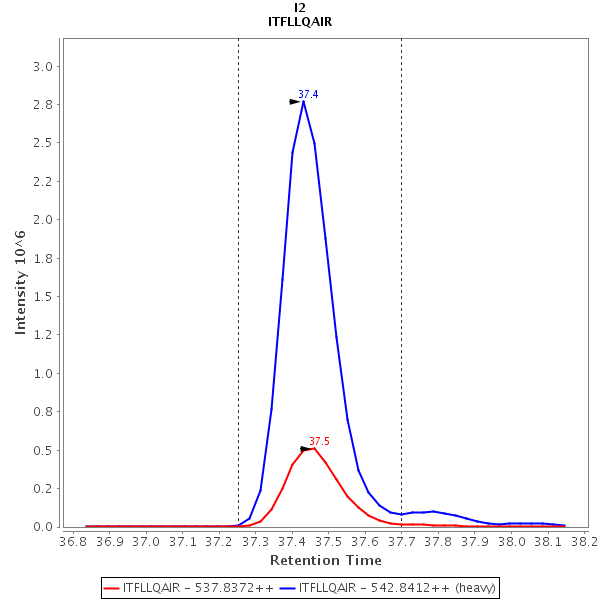 I2
ITFLLQAIR
Intensity 10^6
3.0
2.8
2.5
2.2
2.0
1.8
1.5
1.2
1.0
0.8
0.5
0.2
0.0
37.4
37.5
36.8 36.9 37.0 37.1 37.2 37.3 37.4 37.5 37.6 37.7 37.8 37.9 38.0 38.1 38.2
Retention Time
ITFLLQAIR - 537.8372++ ITFLLQAIR - 542.8412++ (heavy)